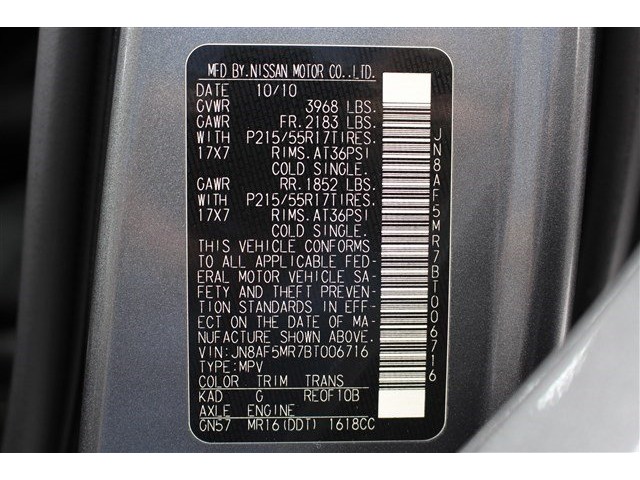 MFD BY.NISSAN MOTOR CO.,LTD.
DATE 10/10
GVWR 3968 LBS.
GAWR FR.2183 LBS.
WITH P215/55R17TIRES.
17X7 RIMS.AT36PSI
COLD SINGLE.
GAWR RR.1852 LBS.
WITH P215/55R17TIRES.
17X7 RIMS.AT36PSI
COLD SINGLE.
THIS VEHICLE CONFORMS
TO ALL APPLICABLE FED-
ERAL MOTOR VEHICLE SA-
FETY AND THEFT PREVEN-
TION STANDARDS IN EFF-
ECT ON THE DATE OF MA-
NUFACTURE SHOWN ABOVE.
VIN:JN8AF5MR7BT006716
TYPE:MPV
COLOR TRIM TRANS
KAD G RE0F10B
AXLE ENGINE
GN57 MR16(DDT) 1618CC
JN8AF5MR7BT006716